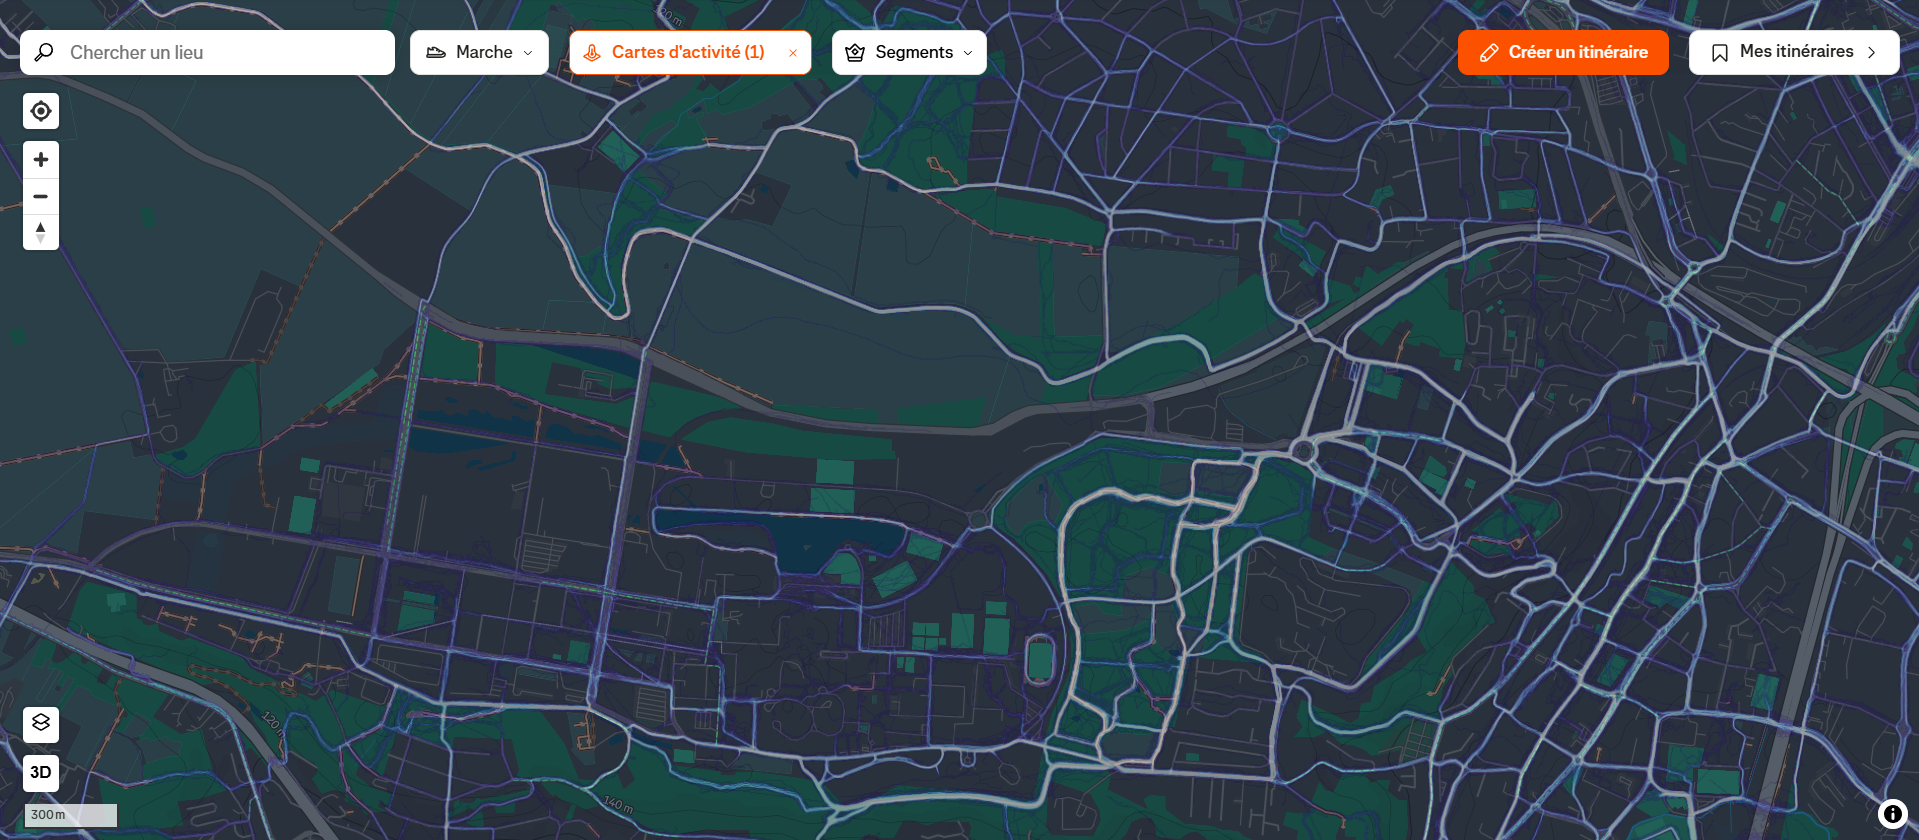 120 m
Chercher un lieu
Marche
Cartes d'activité (1)
Segments
Créer un itinéraire
Mes itinéraires
120 m
3D
300 m
140 m